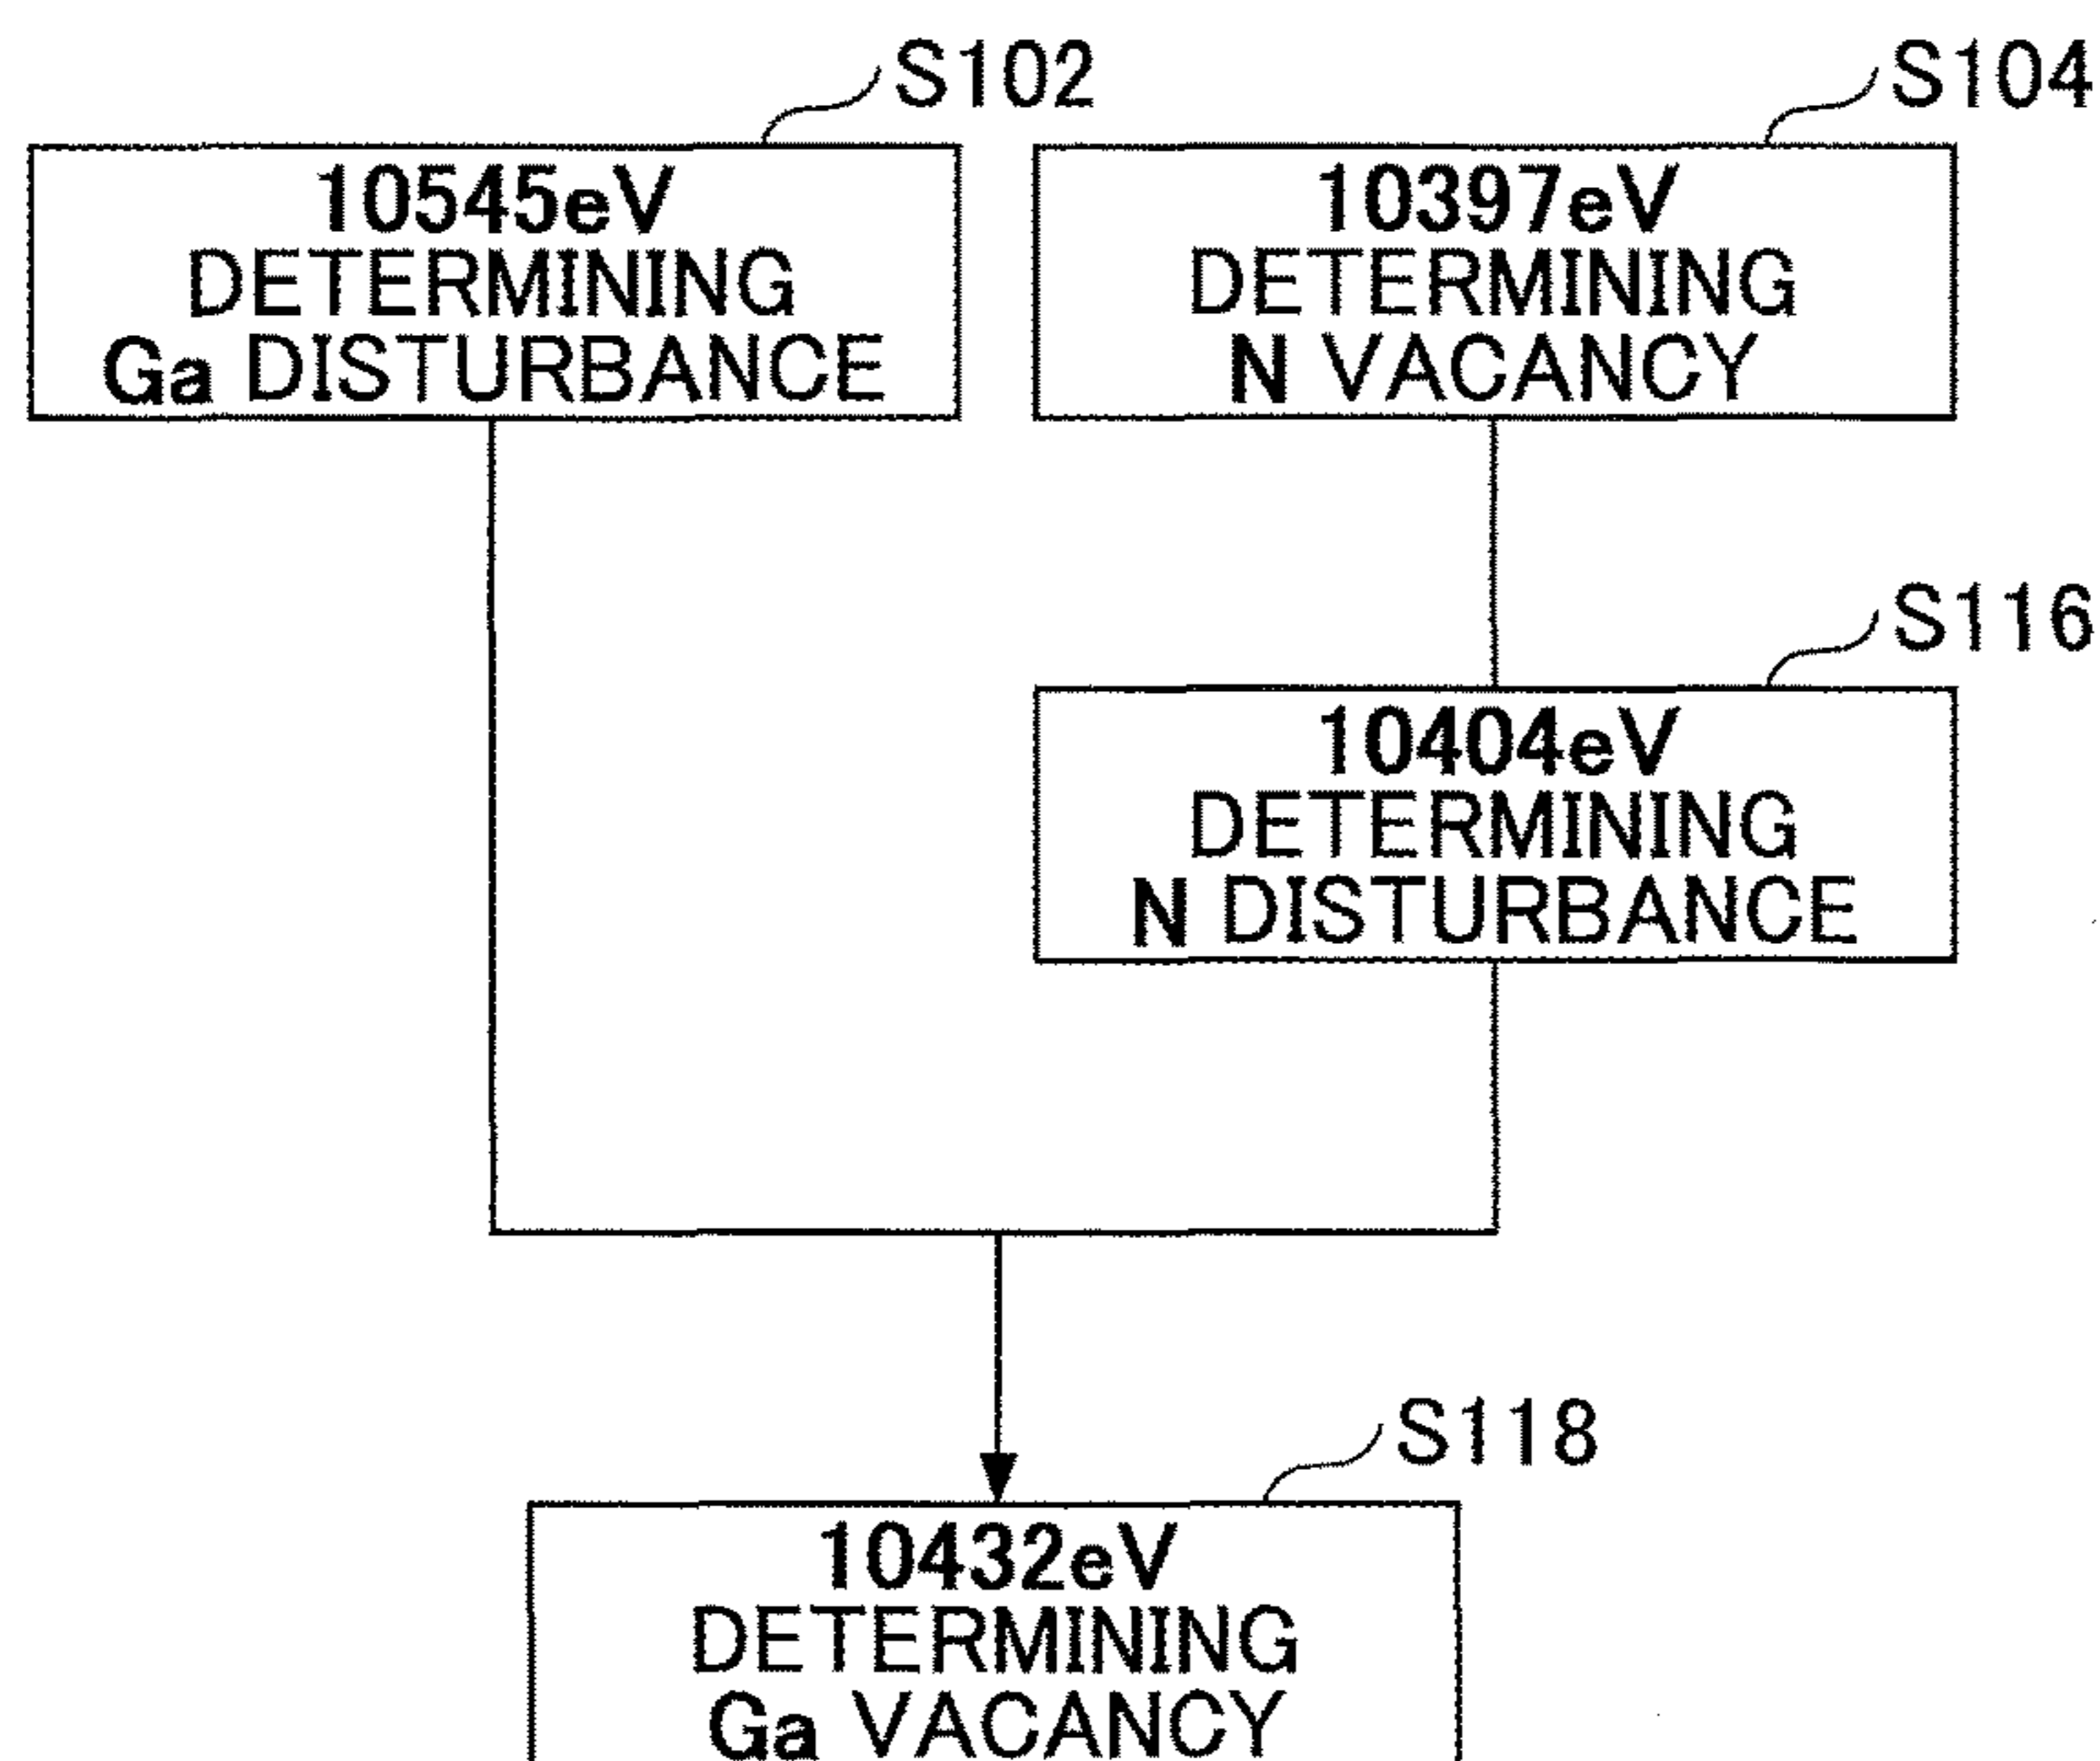 S102
10545eV
DETERMINING
Ga DISTURBANCE
S104
10397eV
DETERMINING
N VACANCY
S116
10404eV
DETERMINING
N DISTURBANCE
S118
10432eV
DETERMINING
Ga VACANCY